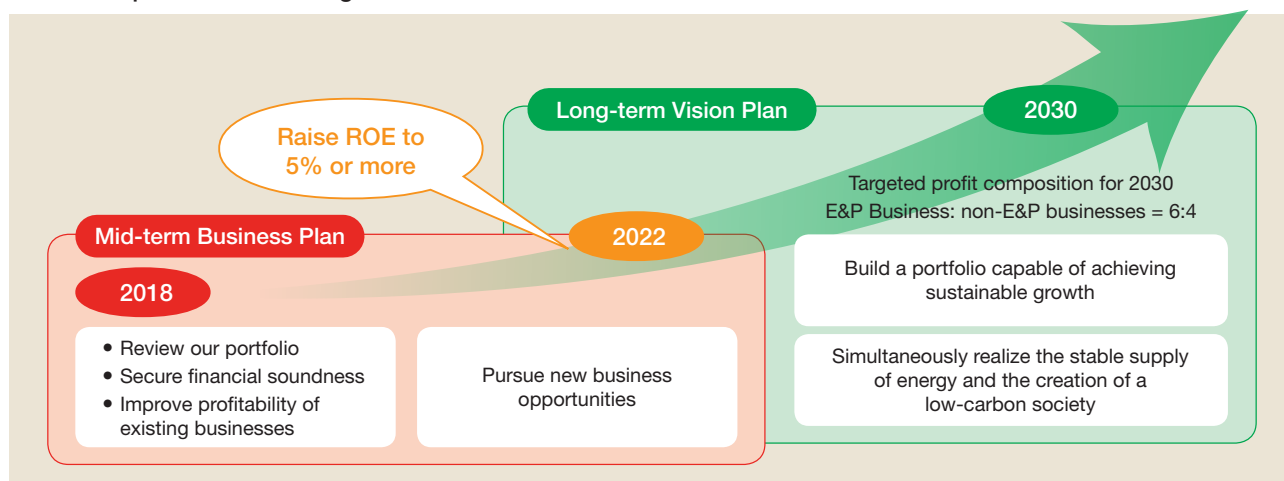 Long-term Vision Plan
2030
Raise ROE to
5% or more
Targeted profit composition for 2030
E&P Business: non-E&P businesses = 6:4
Mid-term Business Plan
2022
2018
Build a portfolio capable of achieving
sustainable growth
• Review our portfolio
• Secure financial soundness
• Improve profitability of
existing businesses
Pursue new business
opportunities
Simultaneously realize the stable supply
of energy and the creation of a
low-carbon society